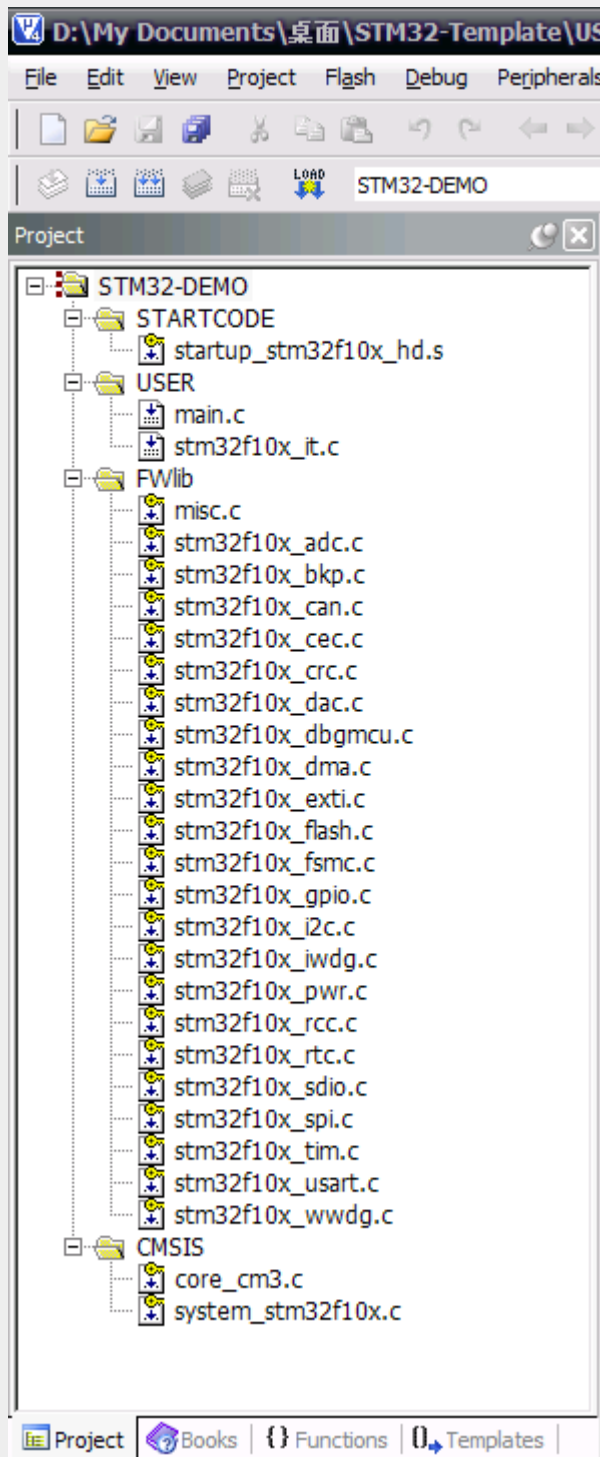 D:\My Documents\桌面\STM32-Template\US
File Edit View Project Flash Debug Peripherals
LOAD STM32-DEMO
Project
STM32-DEMO
STARTCODE
startup_stm32f10x_hd.s
USER
main.c
stm32f10x_it.c
FWlib
misc.c
stm32f10x_adc.c
stm32f10x_bkp.c
stm32f10x_can.c
stm32f10x_cec.c
stm32f10x_crc.c
stm32f10x_dac.c
stm32f10x_dbgmcu.c
stm32f10x_dma.c
stm32f10x_exti.c
stm32f10x_flash.c
stm32f10x_fsmc.c
stm32f10x_gpio.c
stm32f10x_i2c.c
stm32f10x_iwdg.c
stm32f10x_pwr.c
stm32f10x_rcc.c
stm32f10x_rtc.c
stm32f10x_sdio.c
stm32f10x_spi.c
stm32f10x_tim.c
stm32f10x_usart.c
stm32f10x_wwdg.c
CMSIS
core_cm3.c
system_stm32f10x.c
Project Books {} Functions 0 Templates